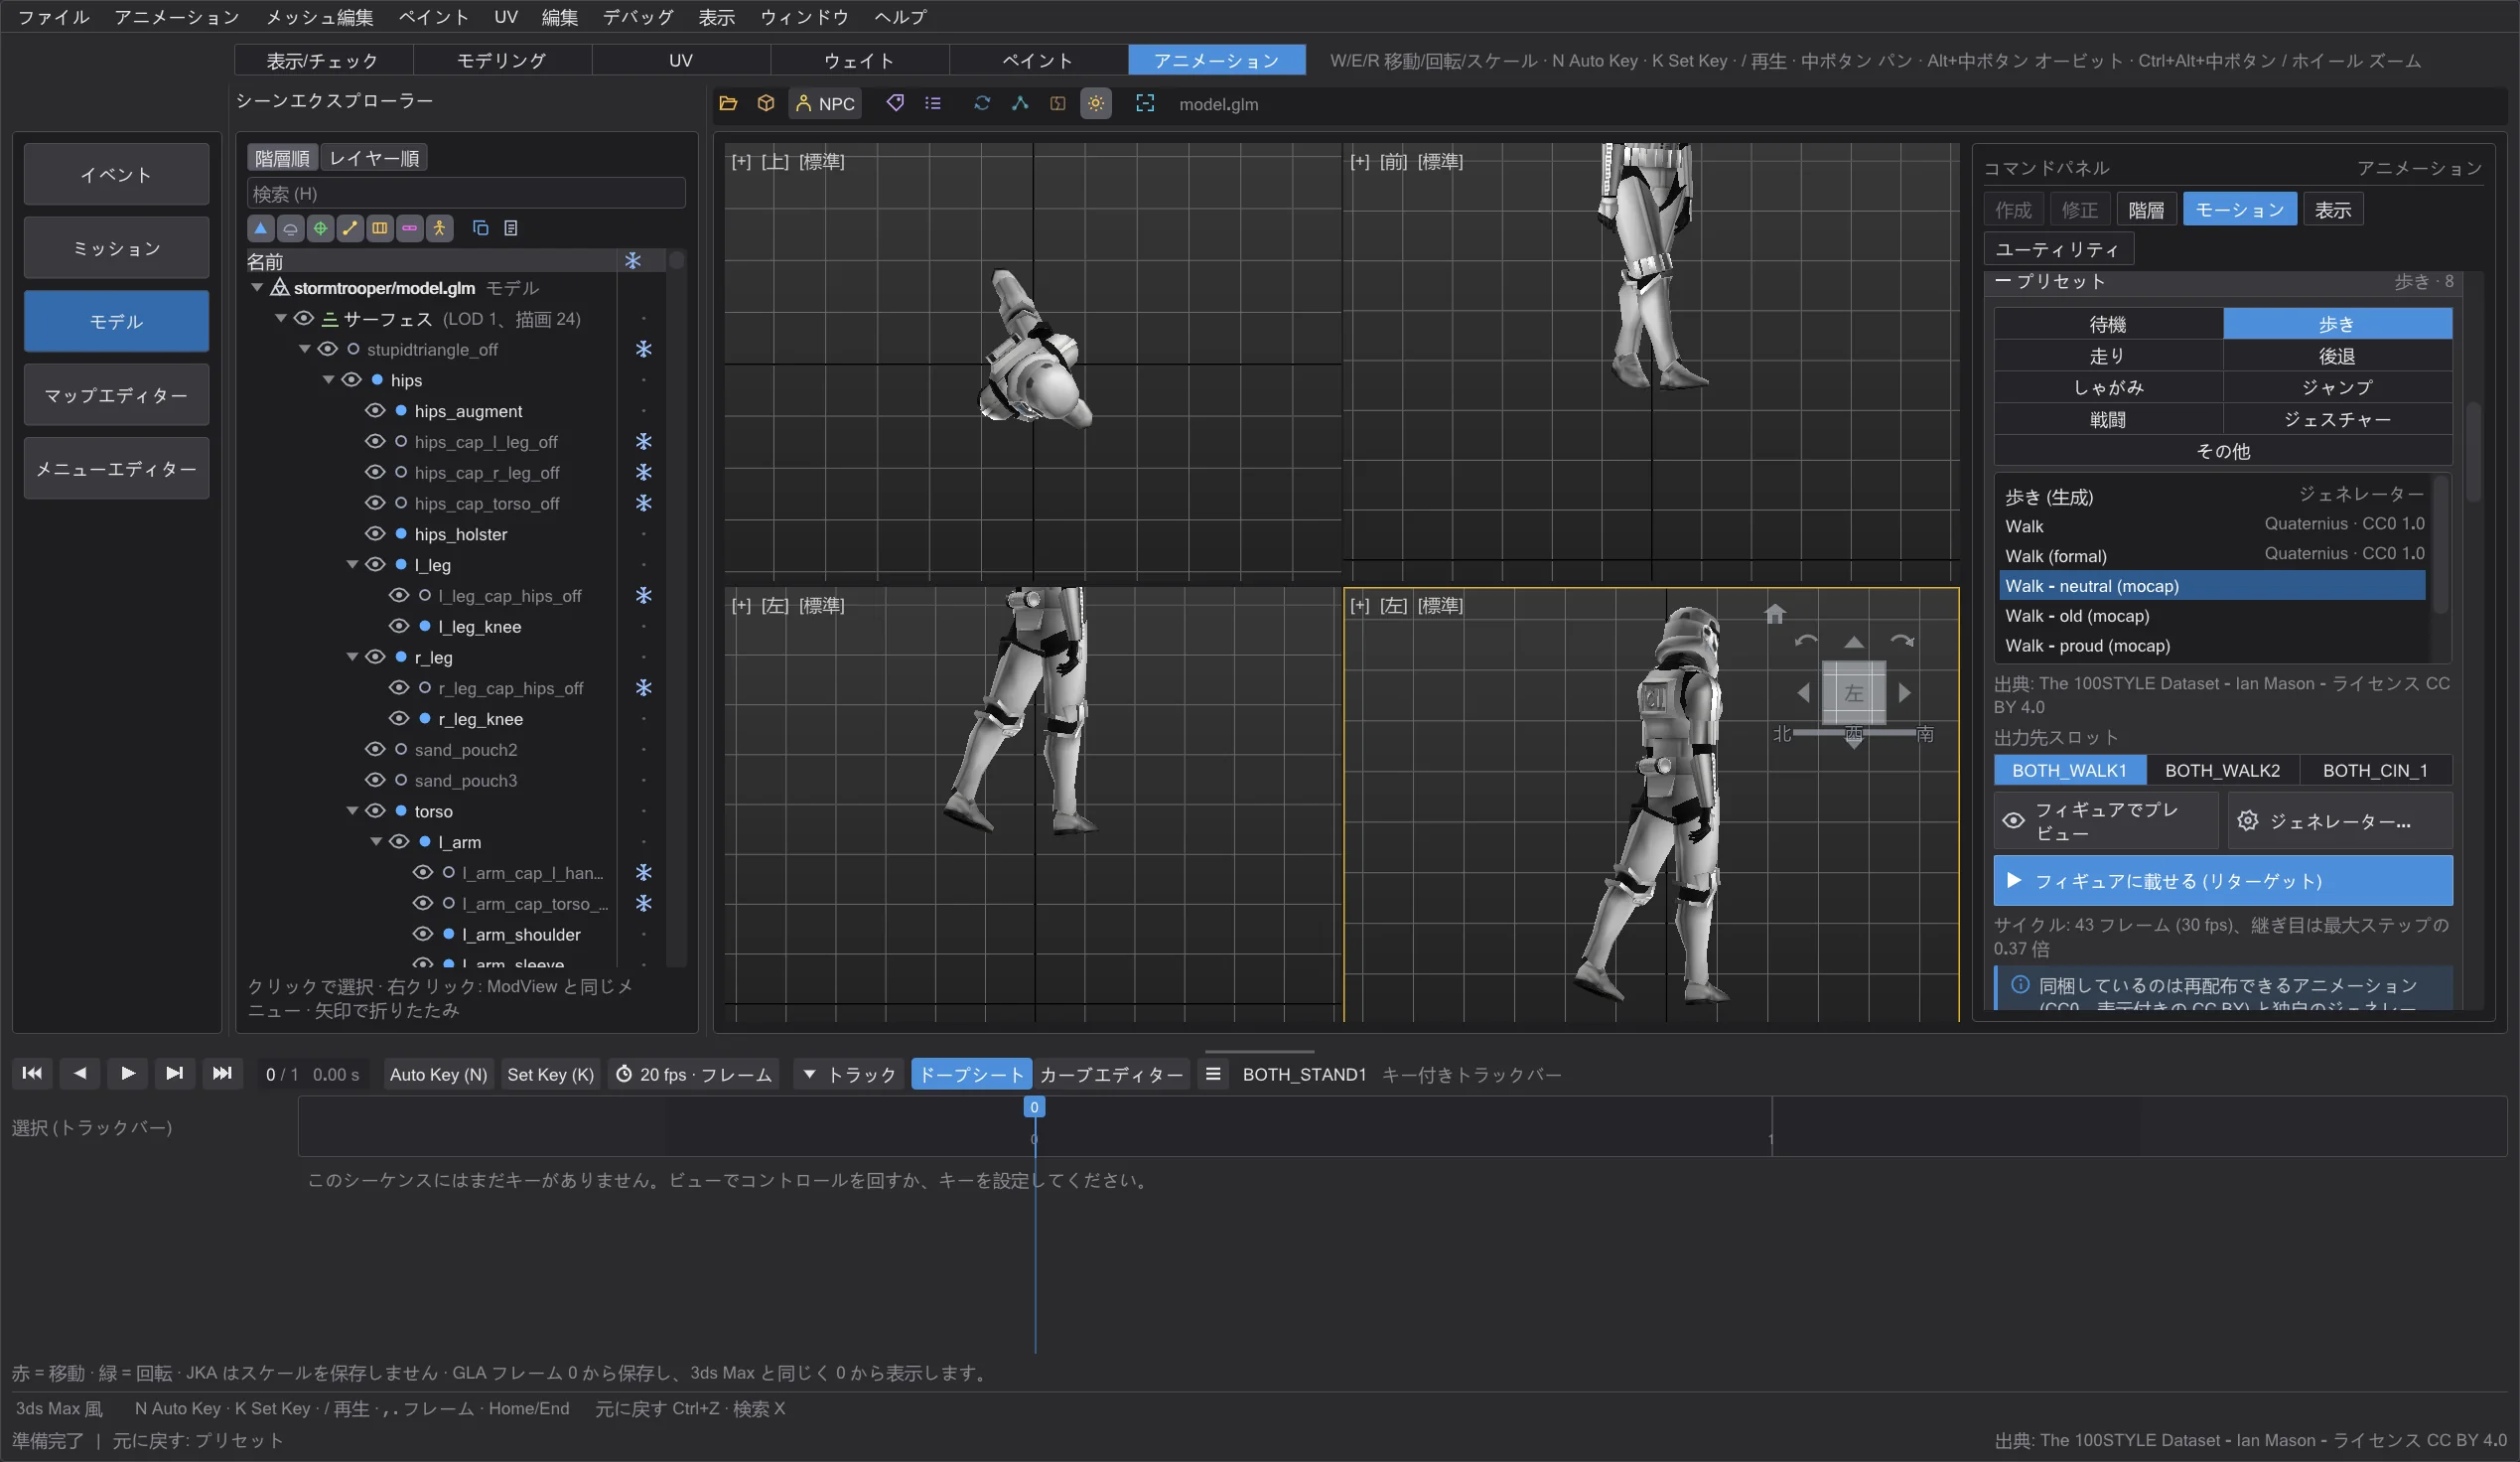 ファイル アニメーション メッシュ編集 ペイント UV 編集 デバッグ 表示 ウィンドウ ヘルプ
表示/チェック モデリング UV ウェイト ペイント アニメーション W/E/R 移動/回転/スケール · N Auto Key · K Set Key · / 再生 · 中ボタン パン · Alt+中ボタン オービット · Ctrl+Alt+中ボタン / ホイール ズーム
イベント
ミッション
モデル
マップエディター
メニューエディター
シーンエクスプローラー
階層順 レイヤー順
検索 (H)
名前
stormtrooper/model.glm モデル
サーフェス (LOD 1、描画 24)
stupidtriangle_off
hips
hips_augment
hips_cap_l_leg_off
hips_cap_r_leg_off
hips_cap_torso_off
hips_holster
l_leg
l_leg_cap_hips_off
l_leg_knee
r_leg
r_leg_cap_hips_off
r_leg_knee
sand_pouch2
sand_pouch3
torso
l_arm
l_arm_cap_l_han...
l_arm_cap_torso_...
l_arm_shoulder
l_arm_sleeve
クリックで選択 · 右クリック: ModView と同じメ
ニュー · 矢印で折りたたみ
NPC model.glm
[+] [上] [標準]
[+] [前] [標準]
[+] [左] [標準]
[+] [左] [標準]
左
北 西 南
コマンドパネル アニメーション
作成 修正 階層 モーション 表示
ユーティリティ
プリセット 歩き · 8
待機 歩き
走り 後退
しゃがみ ジャンプ
戦闘 ジェスチャー
その他
歩き (生成) ジェネレーター
Walk Quaternius · CC0 1.0
Walk (formal) Quaternius · CC0 1.0
Walk - neutral (mocap)
Walk - old (mocap)
Walk - proud (mocap)
出典: The 100STYLE Dataset - Ian Mason - ライセンス CC
BY 4.0
出力先スロット
BOTH_WALK1 BOTH_WALK2 BOTH_CIN_1
フィギュアでプレ
ビュー
ジェネレーター...
フィギュアに載せる (リターゲット)
サイクル: 43 フレーム (30 fps)、継ぎ目は最大ステップの
0.37 倍
同梱しているのは再配布できるアニメーション
(CC0、表示付きの CC BY) と独自のジェネレー
0 / 1 0.00 s Auto Key (N) Set Key (K) 20 fps · フレーム トラック ドープシート カーブエディター BOTH_STAND1 キー付きトラックバー
選択 (トラックバー)
0
0 1
このシーケンスにはまだキーがありません。ビューでコントロールを回すか、キーを設定してください。
赤 = 移動 · 緑 = 回転 · JKA はスケールを保存しません · GLA フレーム 0 から保存し、3ds Max と同じく 0 から表示します。
3ds Max 風 N Auto Key · K Set Key · / 再生 · , . フレーム · Home/End 元に戻す Ctrl+Z · 検索 X
準備完了 | 元に戻す: プリセット
出典: The 100STYLE Dataset - Ian Mason - ライセンス CC BY 4.0